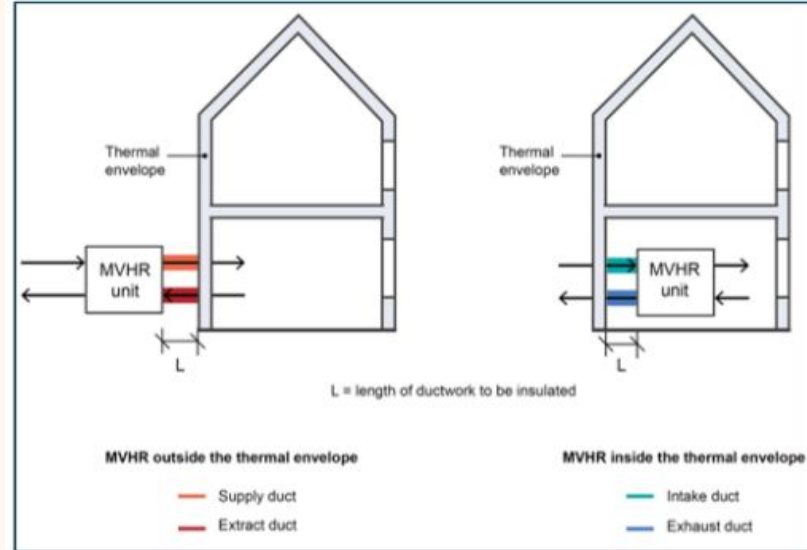 Thermal
envelope
MVHR
unit
L
Thermal
envelope
MVHR
unit
L
L = length of ductwork to be insulated
MVHR outside the thermal envelope
Supply duct
Extract duct
MVHR inside the thermal envelope
Intake duct
Exhaust duct